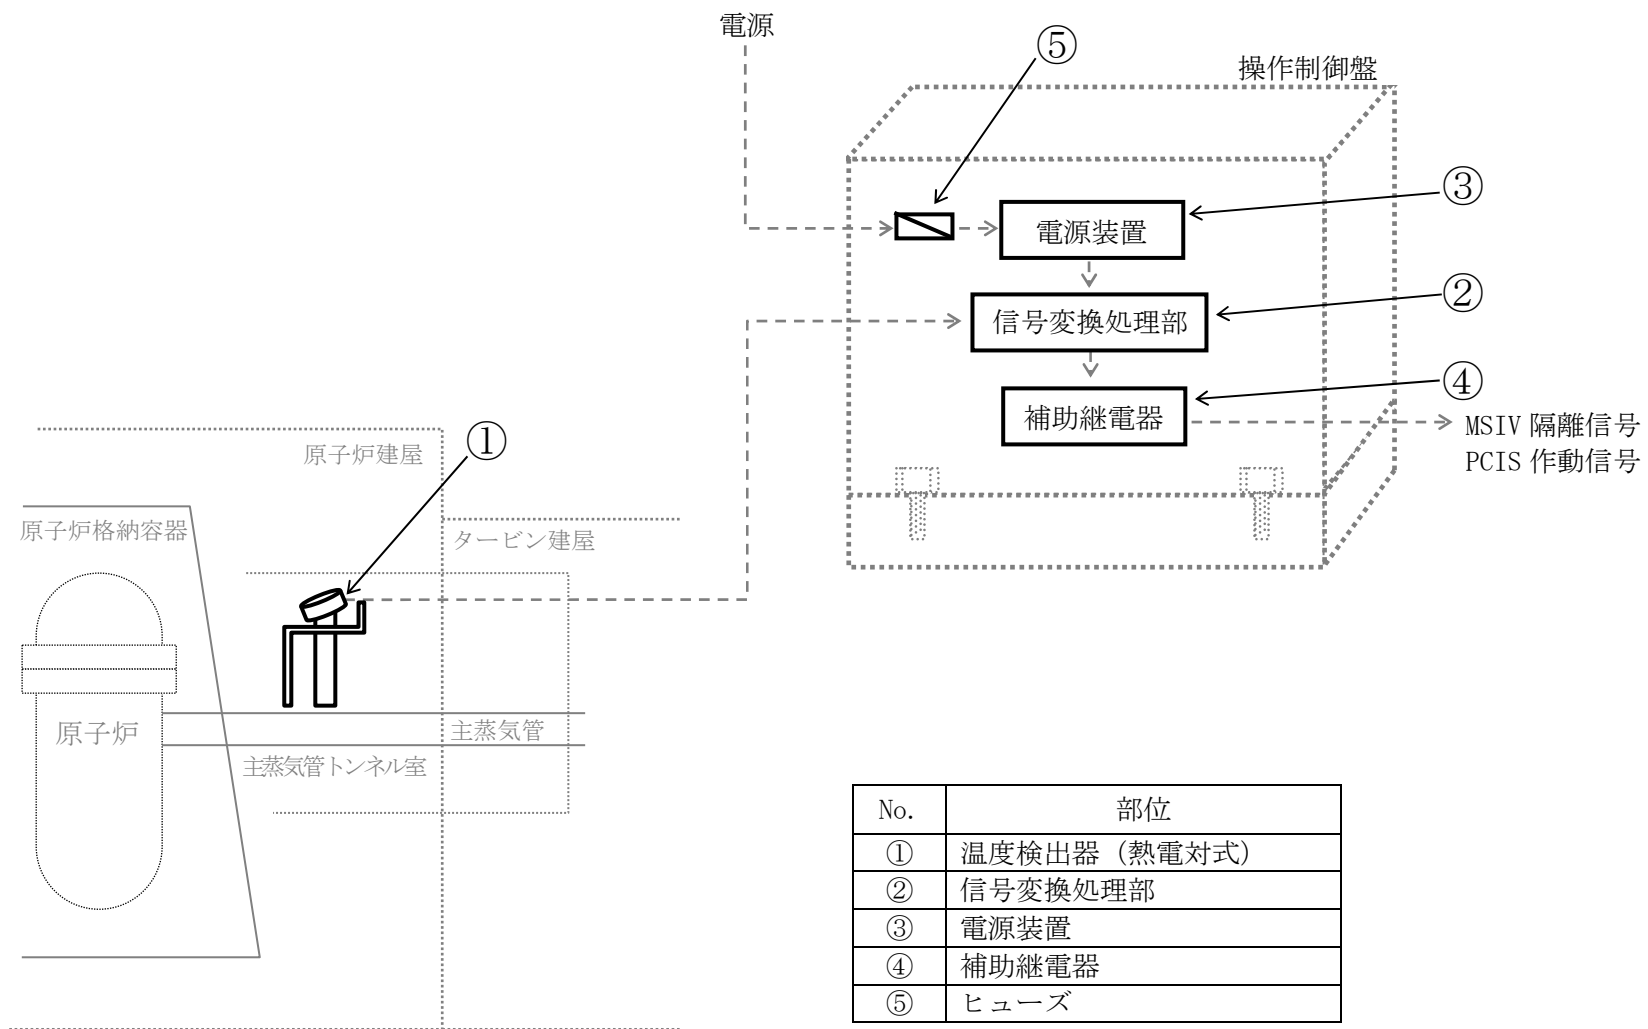 電源
⑤
操作制御盤
③
電源装置
②
信号変換処理部
④
補助継電器
MSIV 隔離信号
PCIS 作動信号
①
原子炉建屋
原子炉格納容器
タービン建屋
原子炉
主蒸気管
主蒸気管トンネル室
No. 部位
① 温度検出器（熱電対式）
② 信号変換処理部
③ 電源装置
④ 補助継電器
⑤ ヒューズ